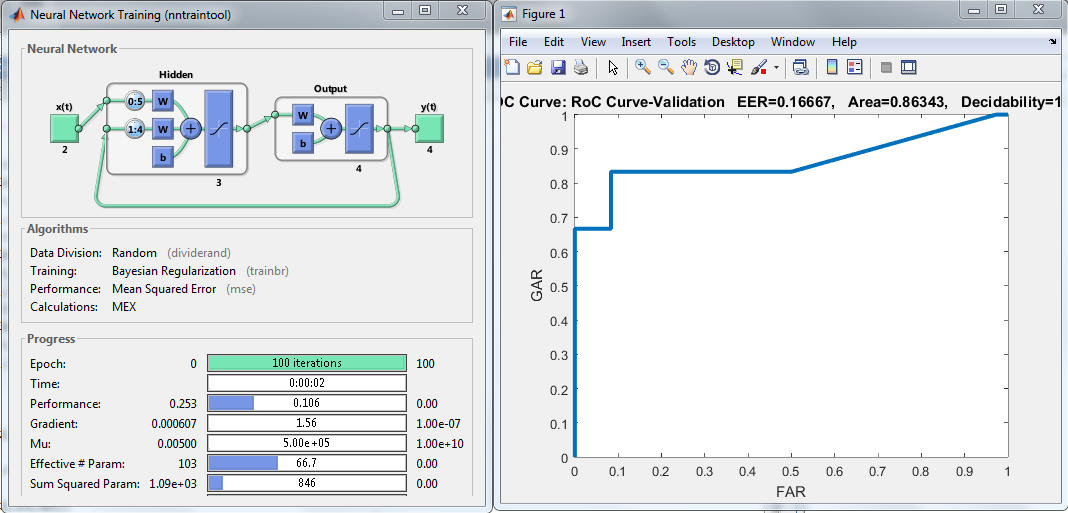 Neural Network Training (nntraintool)
Neural Network
Hidden
Output
x(t)
y(t)
0:5
W
1:4
W
b
W
b
2
3
4
4
Algorithms
Data Division: Random (dividerand)
Training: Bayesian Regularization (trainbr)
Performance: Mean Squared Error (mse)
Calculations: MEX
Progress
Epoch: 0 100 iterations 100
Time: 0:00:02
Performance: 0.253 0.106 0.00
Gradient: 0.000607 1.56 1.00e-07
Mu: 0.00500 5.00e+05 1.00e+10
Effective # Param: 103 66.7 0.00
Sum Squared Param: 1.09e+03 846 0.00
Figure 1
File Edit View Insert Tools Desktop Window Help
OC Curve: RoC Curve-Validation EER=0.16667, Area=0.86343, Decidability=1
1
0.9
0.8
0.7
0.6
0.5
0.4
0.3
0.2
0.1
0
GAR
0 0.1 0.2 0.3 0.4 0.5 0.6 0.7 0.8 0.9 1
FAR